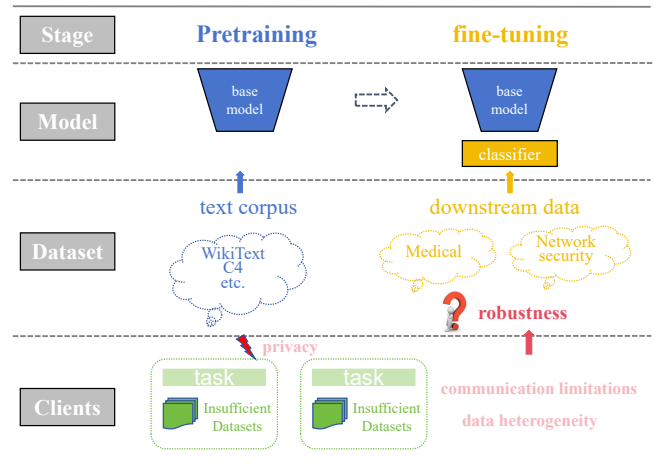 Stage
Pretraining
fine-tuning
Model
base
model
base
model
classifier
Dataset
text corpus
downstream data
WikiText
C4
etc.
Medical
Network
security
robustness
privacy
Clients
task
Insufficient
Datasets
task
Insufficient
Datasets
communication limitations
data heterogeneity